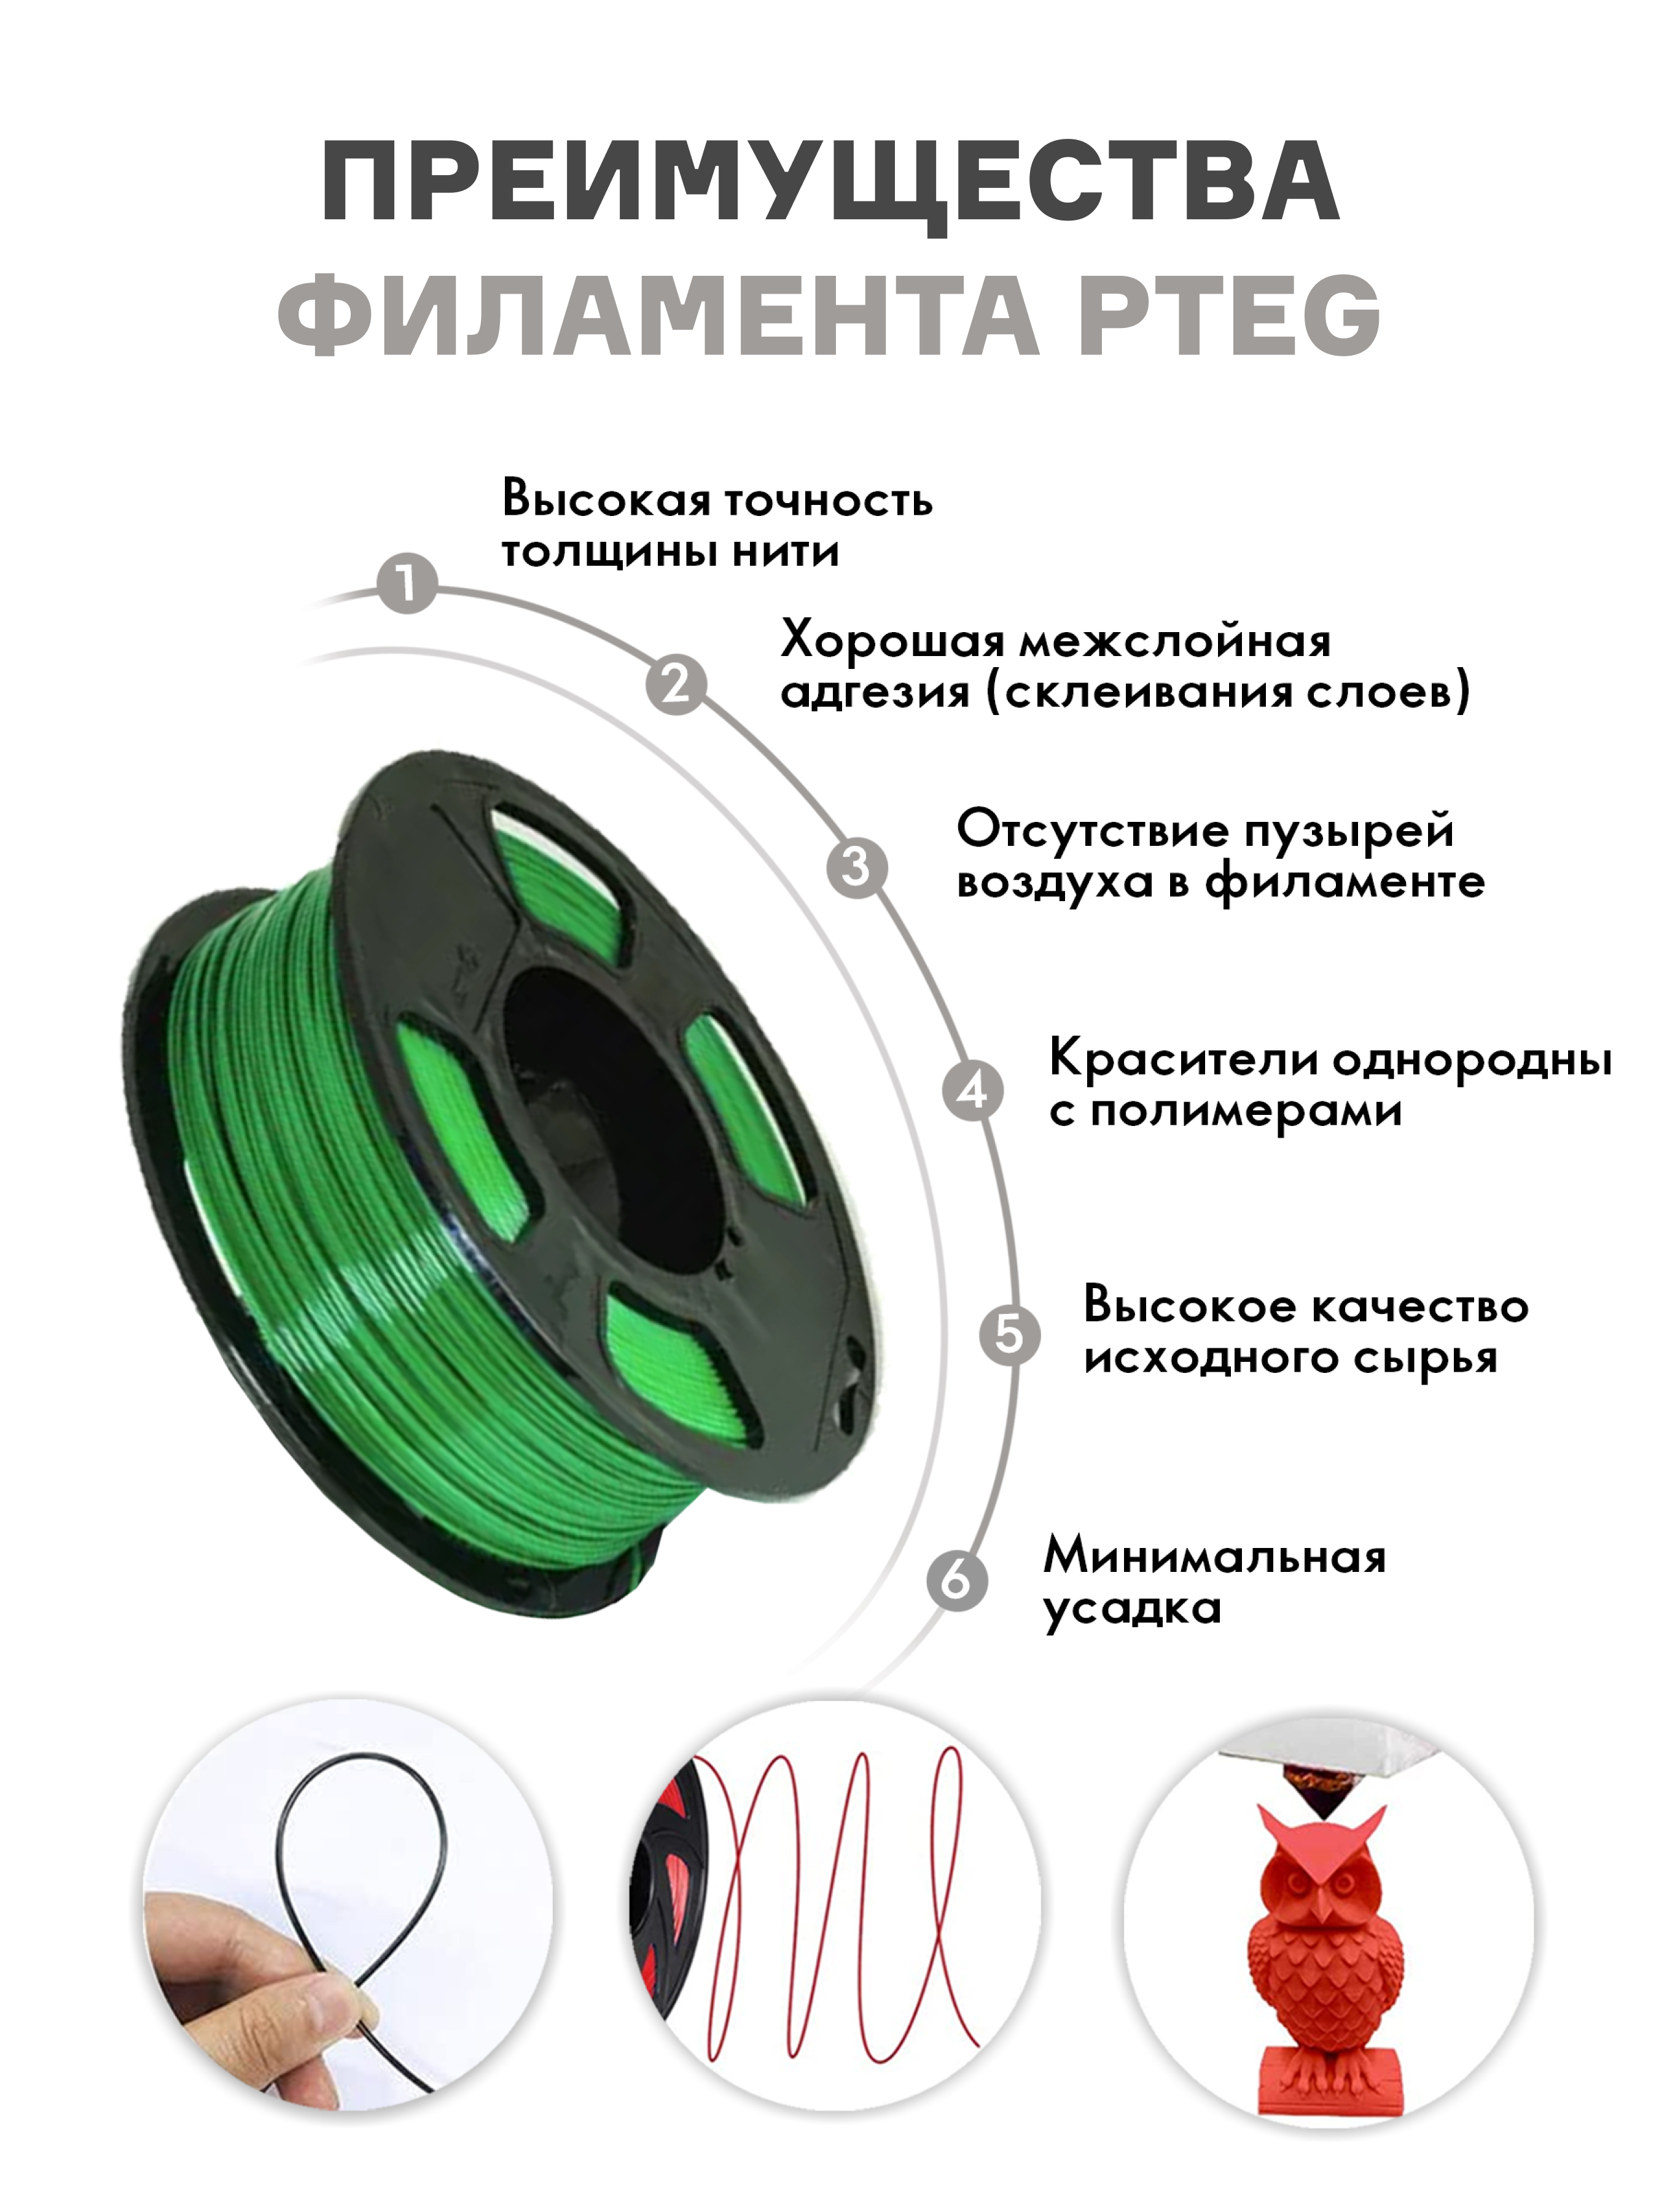 ПРЕИМУЩЕСТВА
ФИЛАМЕНТА PTEG
1
Высокая точность
толщины нити
2
Хорошая межслойная
адгезия (склеивания слоев)
3
Отсутствие пузырей
воздуха в филаменте
4
Красители однородны
с полимерами
5
Высокое качество
исходного сырья
6
Минимальная
усадка